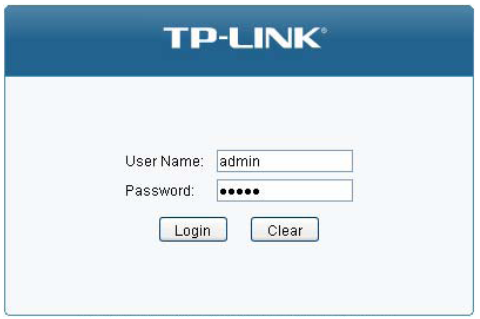 TP-LINK®
User Name: admin
Password: •••••
Login Clear